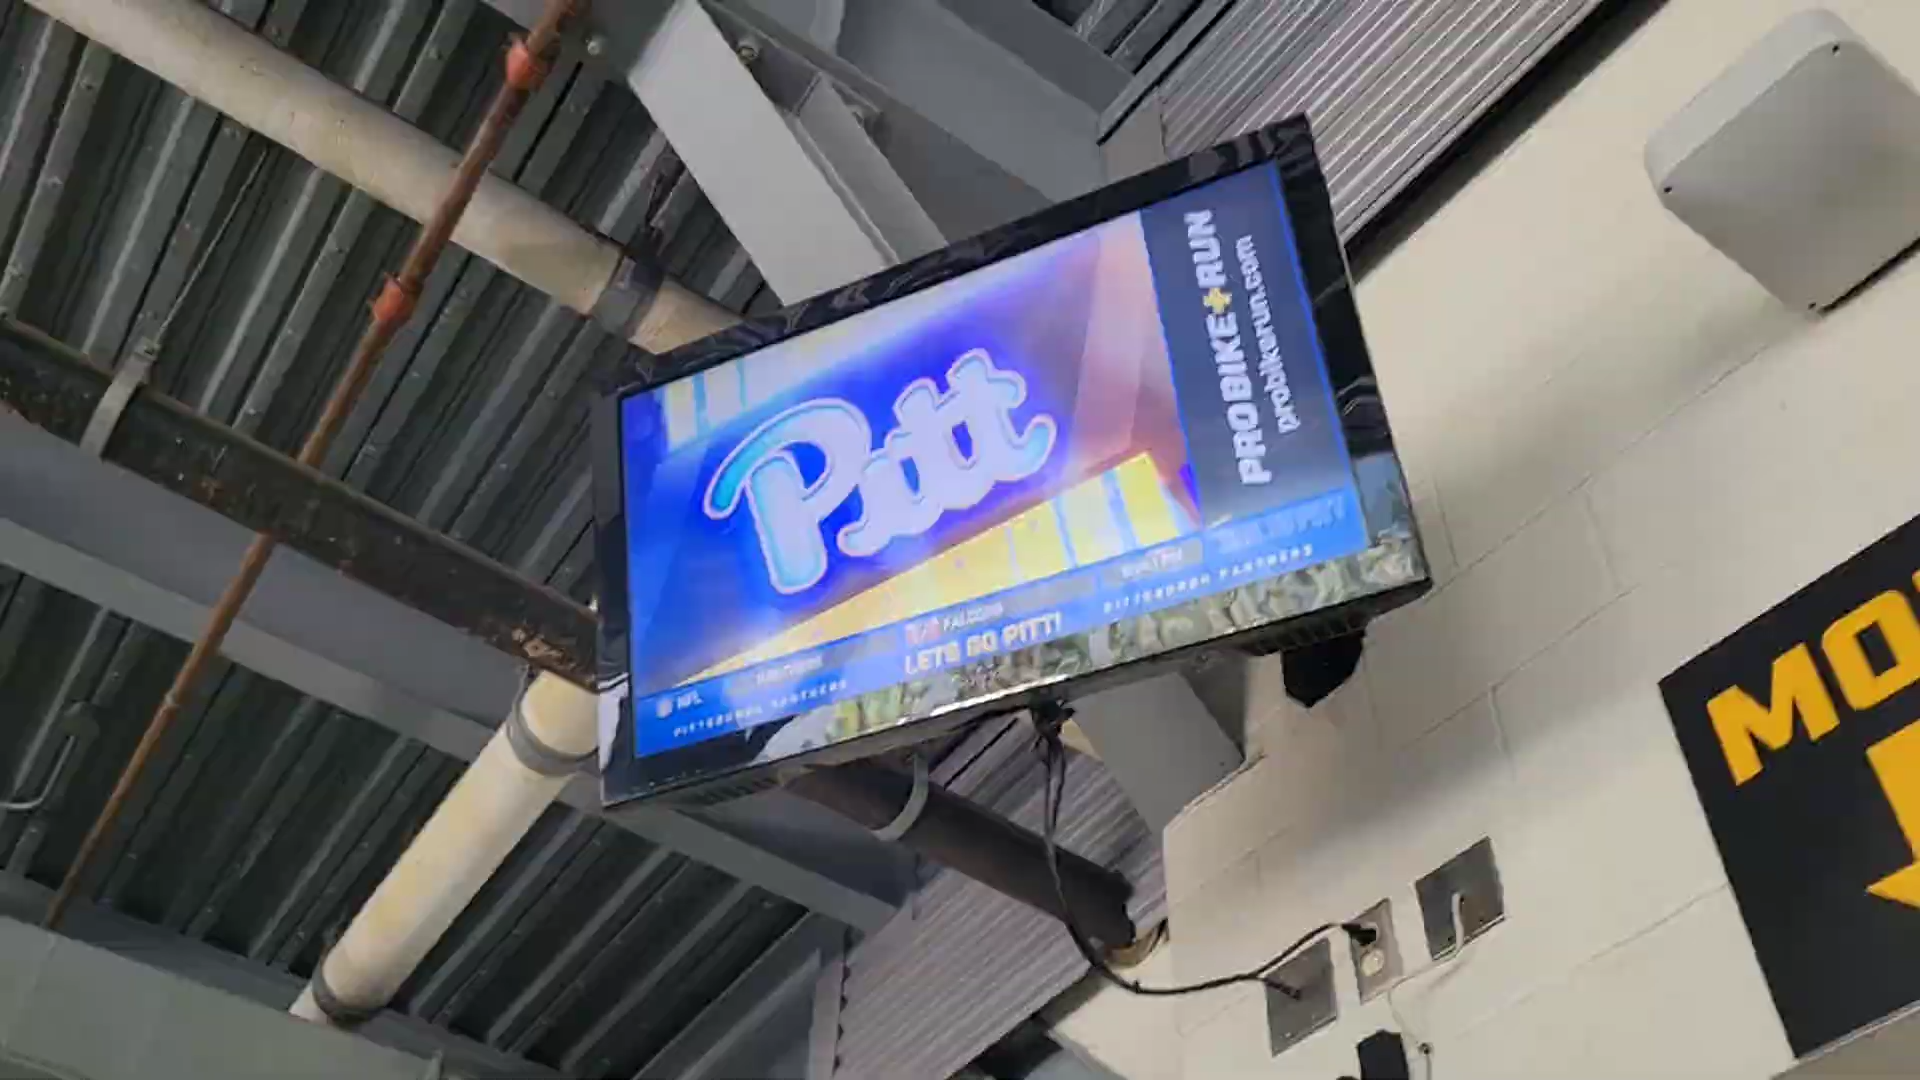 Pitt
PROBIKE+RUN
probikerun.com
FALCONS
NFL
LETS GO PITT!
PITTSBURGH PANTHERS
PITTSBURGH PANTHERS
MO